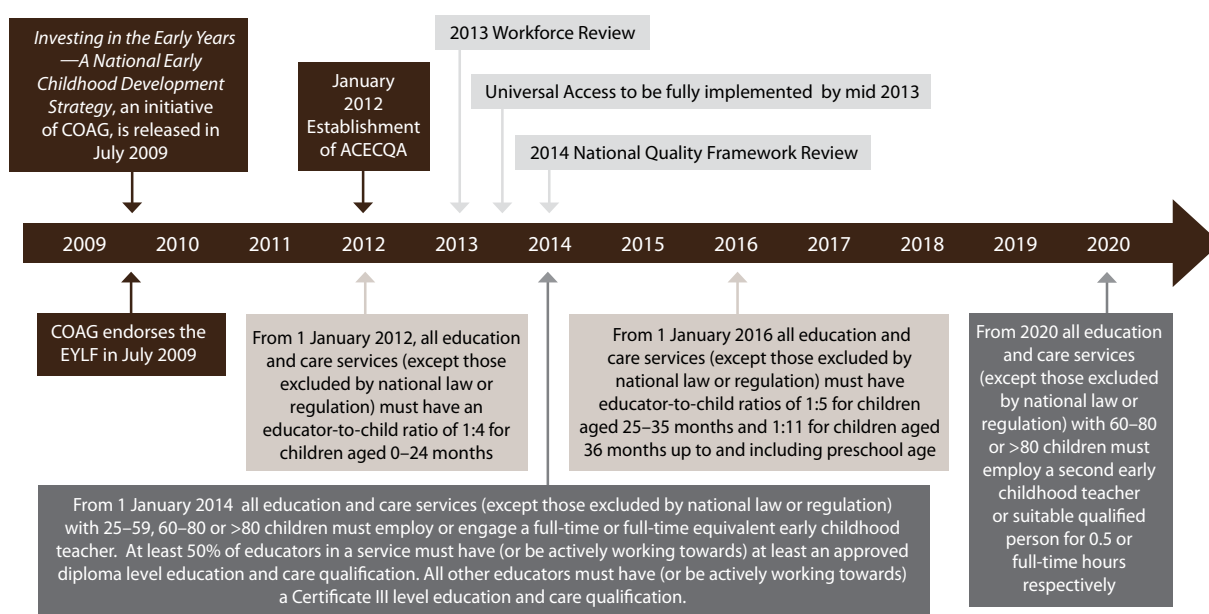 Investing in the Early Years
—A National Early
Childhood Development
Strategy, an initiative
of COAG, is released in
July 2009
January
2012
Establishment
of ACECQA
2013 Workforce Review
Universal Access to be fully implemented by mid 2013
2014 National Quality Framework Review
2009 2010 2011 2012 2013 2014 2015 2016 2017 2018 2019 2020
COAG endorses the
EYLF in July 2009
From 1 January 2012, all education
and care services (except those
excluded by national law or
regulation) must have an
educator-to-child ratio of 1:4 for
children aged 0–24 months
From 1 January 2016 all education and
care services (except those excluded by
national law or regulation) must have
educator-to-child ratios of 1:5 for children
aged 25–35 months and 1:11 for children aged
36 months up to and including preschool age
From 2020 all education
and care services
(except those excluded
by national law or
regulation) with 60–80
or >80 children must
employ a second early
childhood teacher
or suitable qualified
person for 0.5 or
full-time hours
respectively
From 1 January 2014 all education and care services (except those excluded by national law or regulation)
with 25–59, 60–80 or >80 children must employ or engage a full-time or full-time equivalent early childhood
teacher. At least 50% of educators in a service must have (or be actively working towards) at least an approved
diploma level education and care qualification. All other educators must have (or be actively working towards)
a Certificate III level education and care qualification.